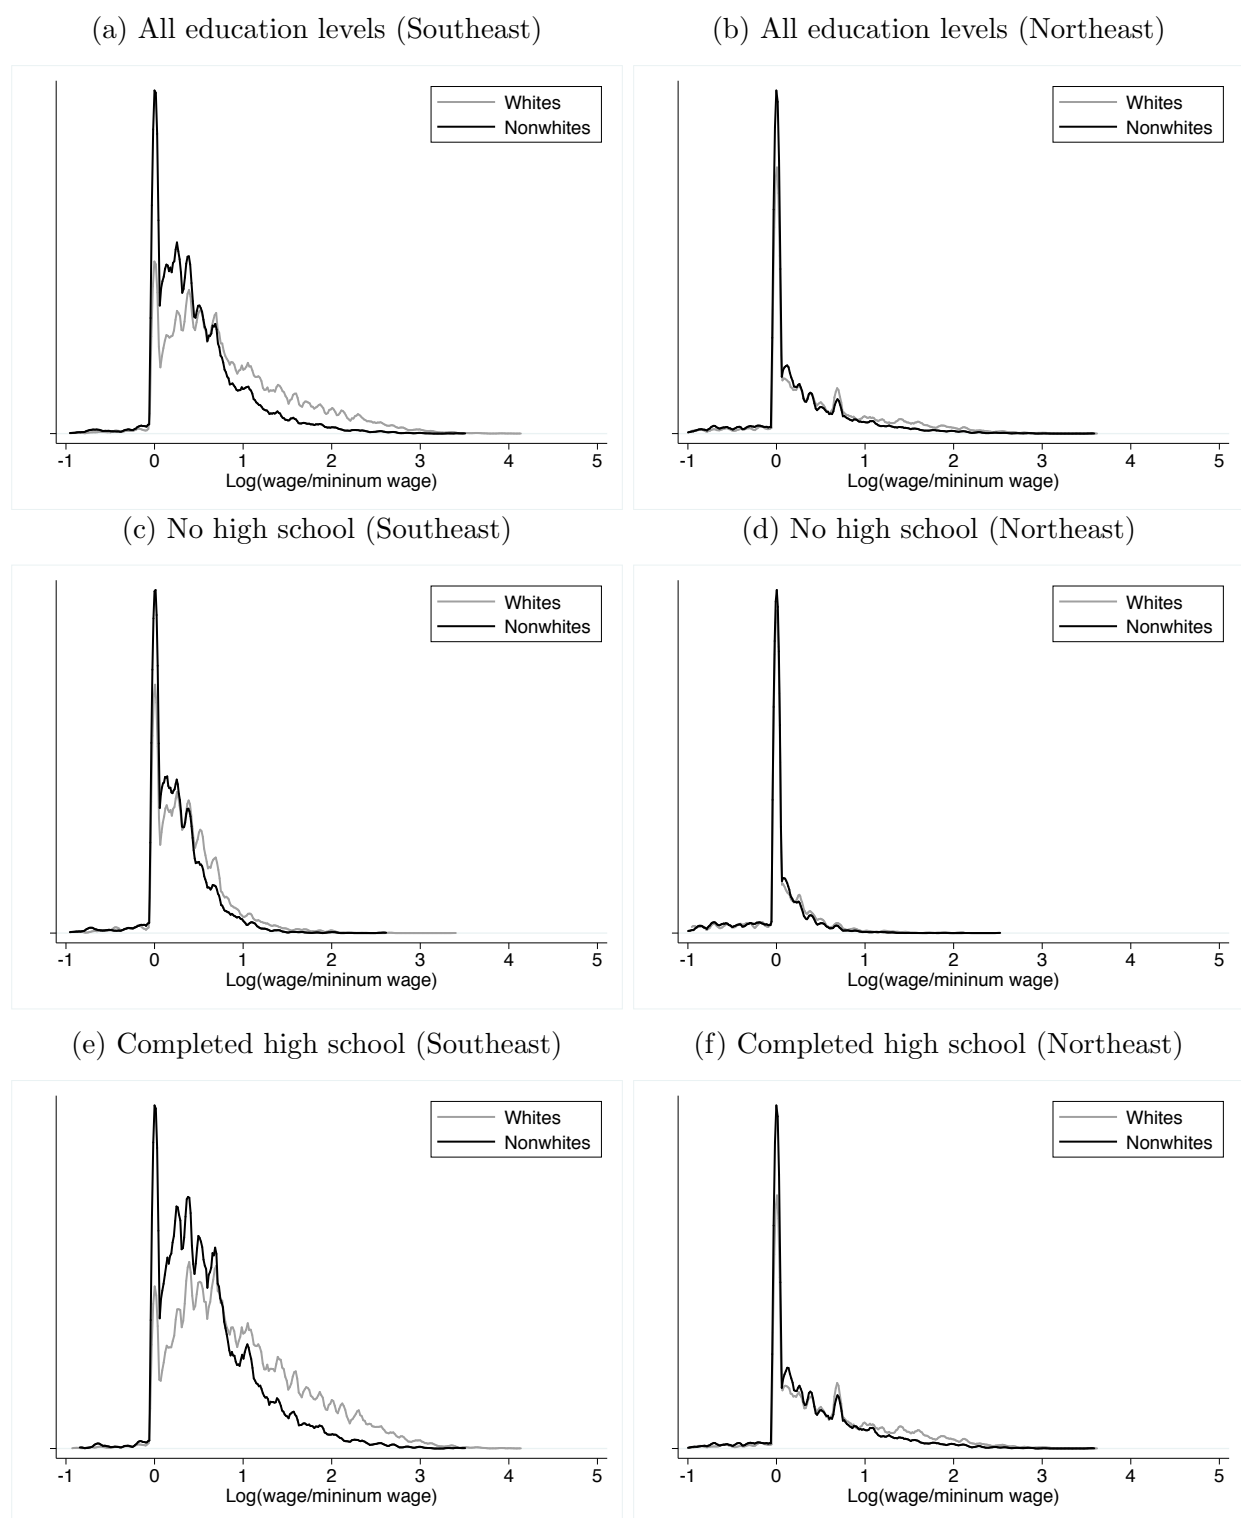 (a) All education levels (Southeast)
Whites
Nonwhites
-1 0 1 2 3 4 5
Log(wage/mininum wage)
(b) All education levels (Northeast)
Whites
Nonwhites
-1 0 1 2 3 4 5
Log(wage/mininum wage)
(c) No high school (Southeast)
Whites
Nonwhites
-1 0 1 2 3 4 5
Log(wage/mininum wage)
(d) No high school (Northeast)
Whites
Nonwhites
-1 0 1 2 3 4 5
Log(wage/mininum wage)
(e) Completed high school (Southeast)
Whites
Nonwhites
-1 0 1 2 3 4 5
Log(wage/mininum wage)
(f) Completed high school (Northeast)
Whites
Nonwhites
-1 0 1 2 3 4 5
Log(wage/mininum wage)